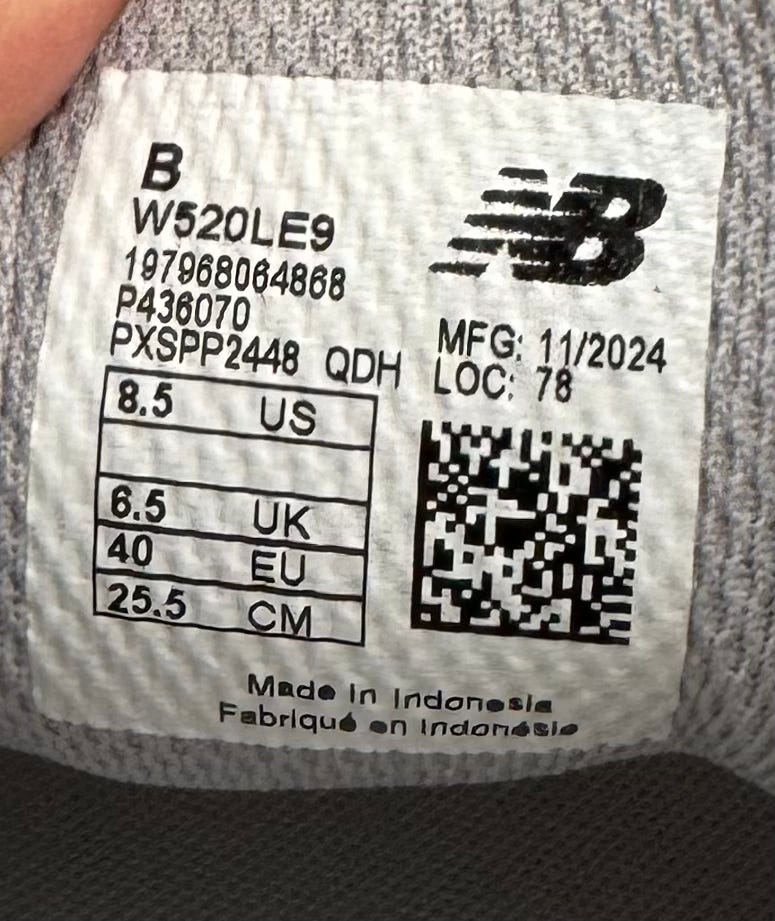 B
W520LE9
197968064868
P436070
PXSPP2448 QDH
NB
MFG: 11/2024
LOC: 78
8.5 US
6.5 UK
40 EU
25.5 CM
Made in Indonesia
Fabriqué en Indonésie